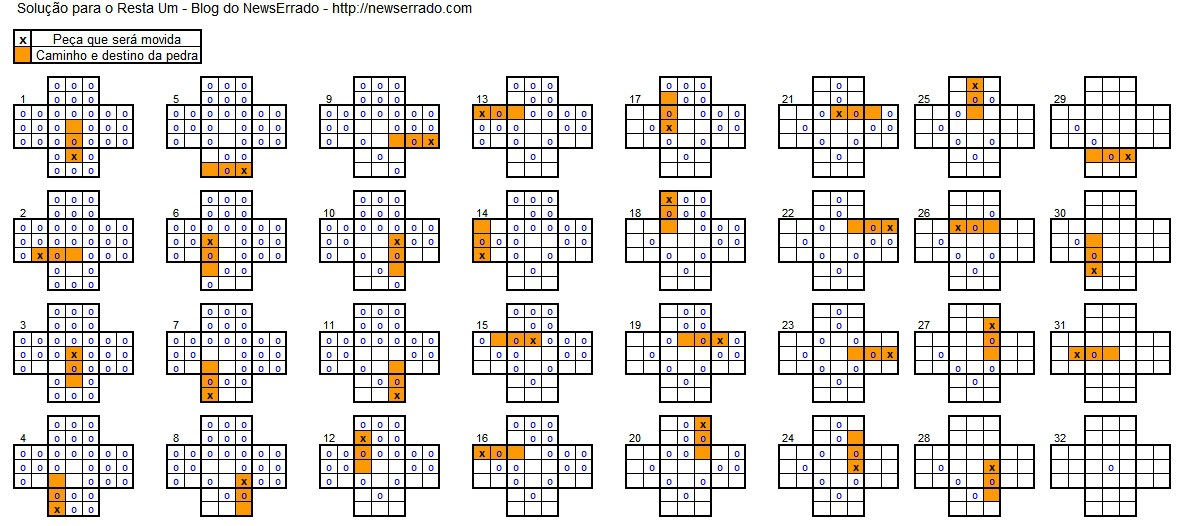 Solução para o Resta Um - Blog do NewsErrado - http://newserrado.com
x Peça que será movida
Caminho e destino da pedra
1 5 9 13 17 21 25 29
2 6 10 14 18 22 26 30
3 7 11 15 19 23 27 31
4 8 12 16 20 24 28 32